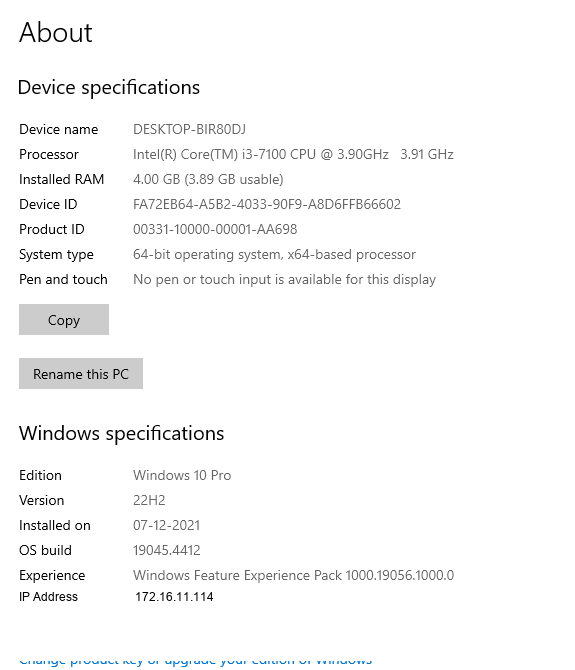 About
Device specifications
Device name DESKTOP-BIR80DJ
Processor Intel(R) Core(TM) i3-7100 CPU @ 3.90GHz 3.91 GHz
Installed RAM 4.00 GB (3.89 GB usable)
Device ID FA72EB64-A5B2-4033-90F9-A8D6FFB66602
Product ID 00331-10000-00001-AA698
System type 64-bit operating system, x64-based processor
Pen and touch No pen or touch input is available for this display
Copy
Rename this PC
Windows specifications
Edition Windows 10 Pro
Version 22H2
Installed on 07-12-2021
OS build 19045.4412
Experience Windows Feature Experience Pack 1000.19056.1000.0
IP Address 172.16.11.114
Change product key or upgrade your edition of Windows